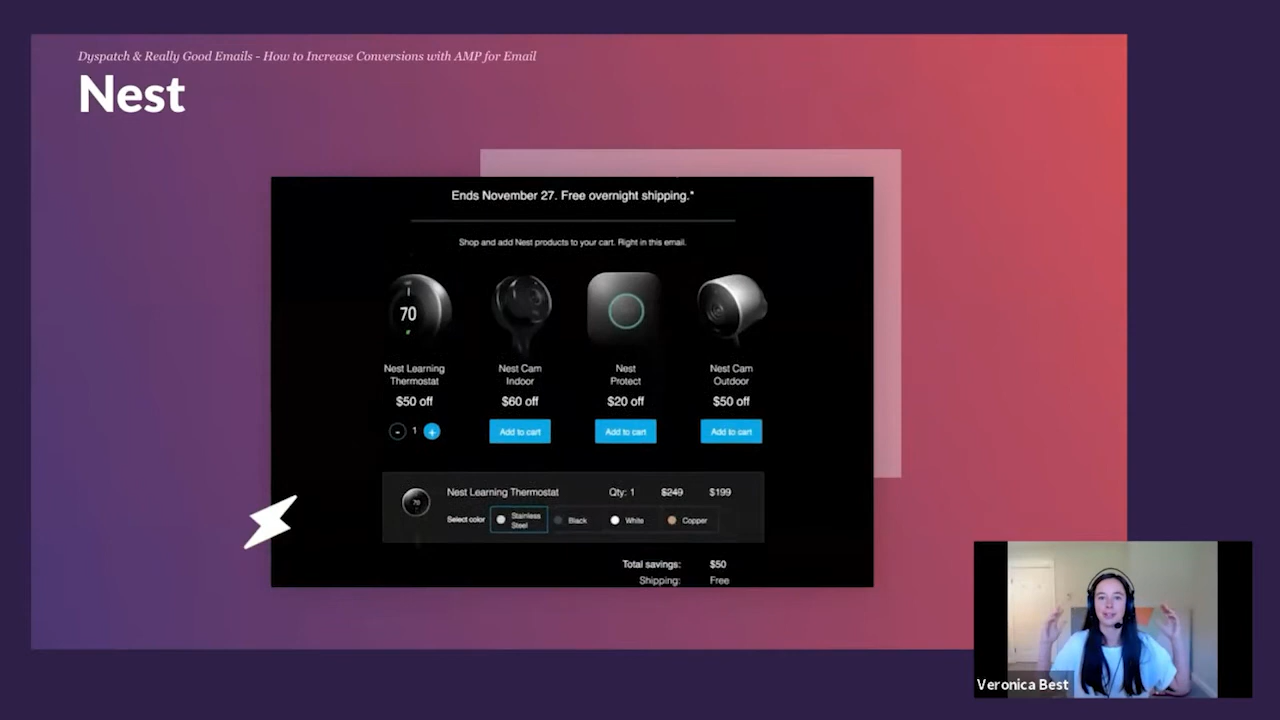 Dyspatch & Really Good Emails - How to Increase Conversions with AMP for Email
Nest
Ends November 27. Free overnight shipping.*
Shop and add Nest products to your cart. Right in this email.
70
Nest Learning
Thermostat
$50 off
- 1 +
Nest Cam
Indoor
$60 off
Add to cart
Nest
Protect
$20 off
Add to cart
Nest Cam
Outdoor
$50 off
Add to cart
70
Nest Learning Thermostat Qty: 1 $249 $199
Select color Stainless
Steel
Black White Copper
Total savings: $50
Shipping: Free
Veronica Best